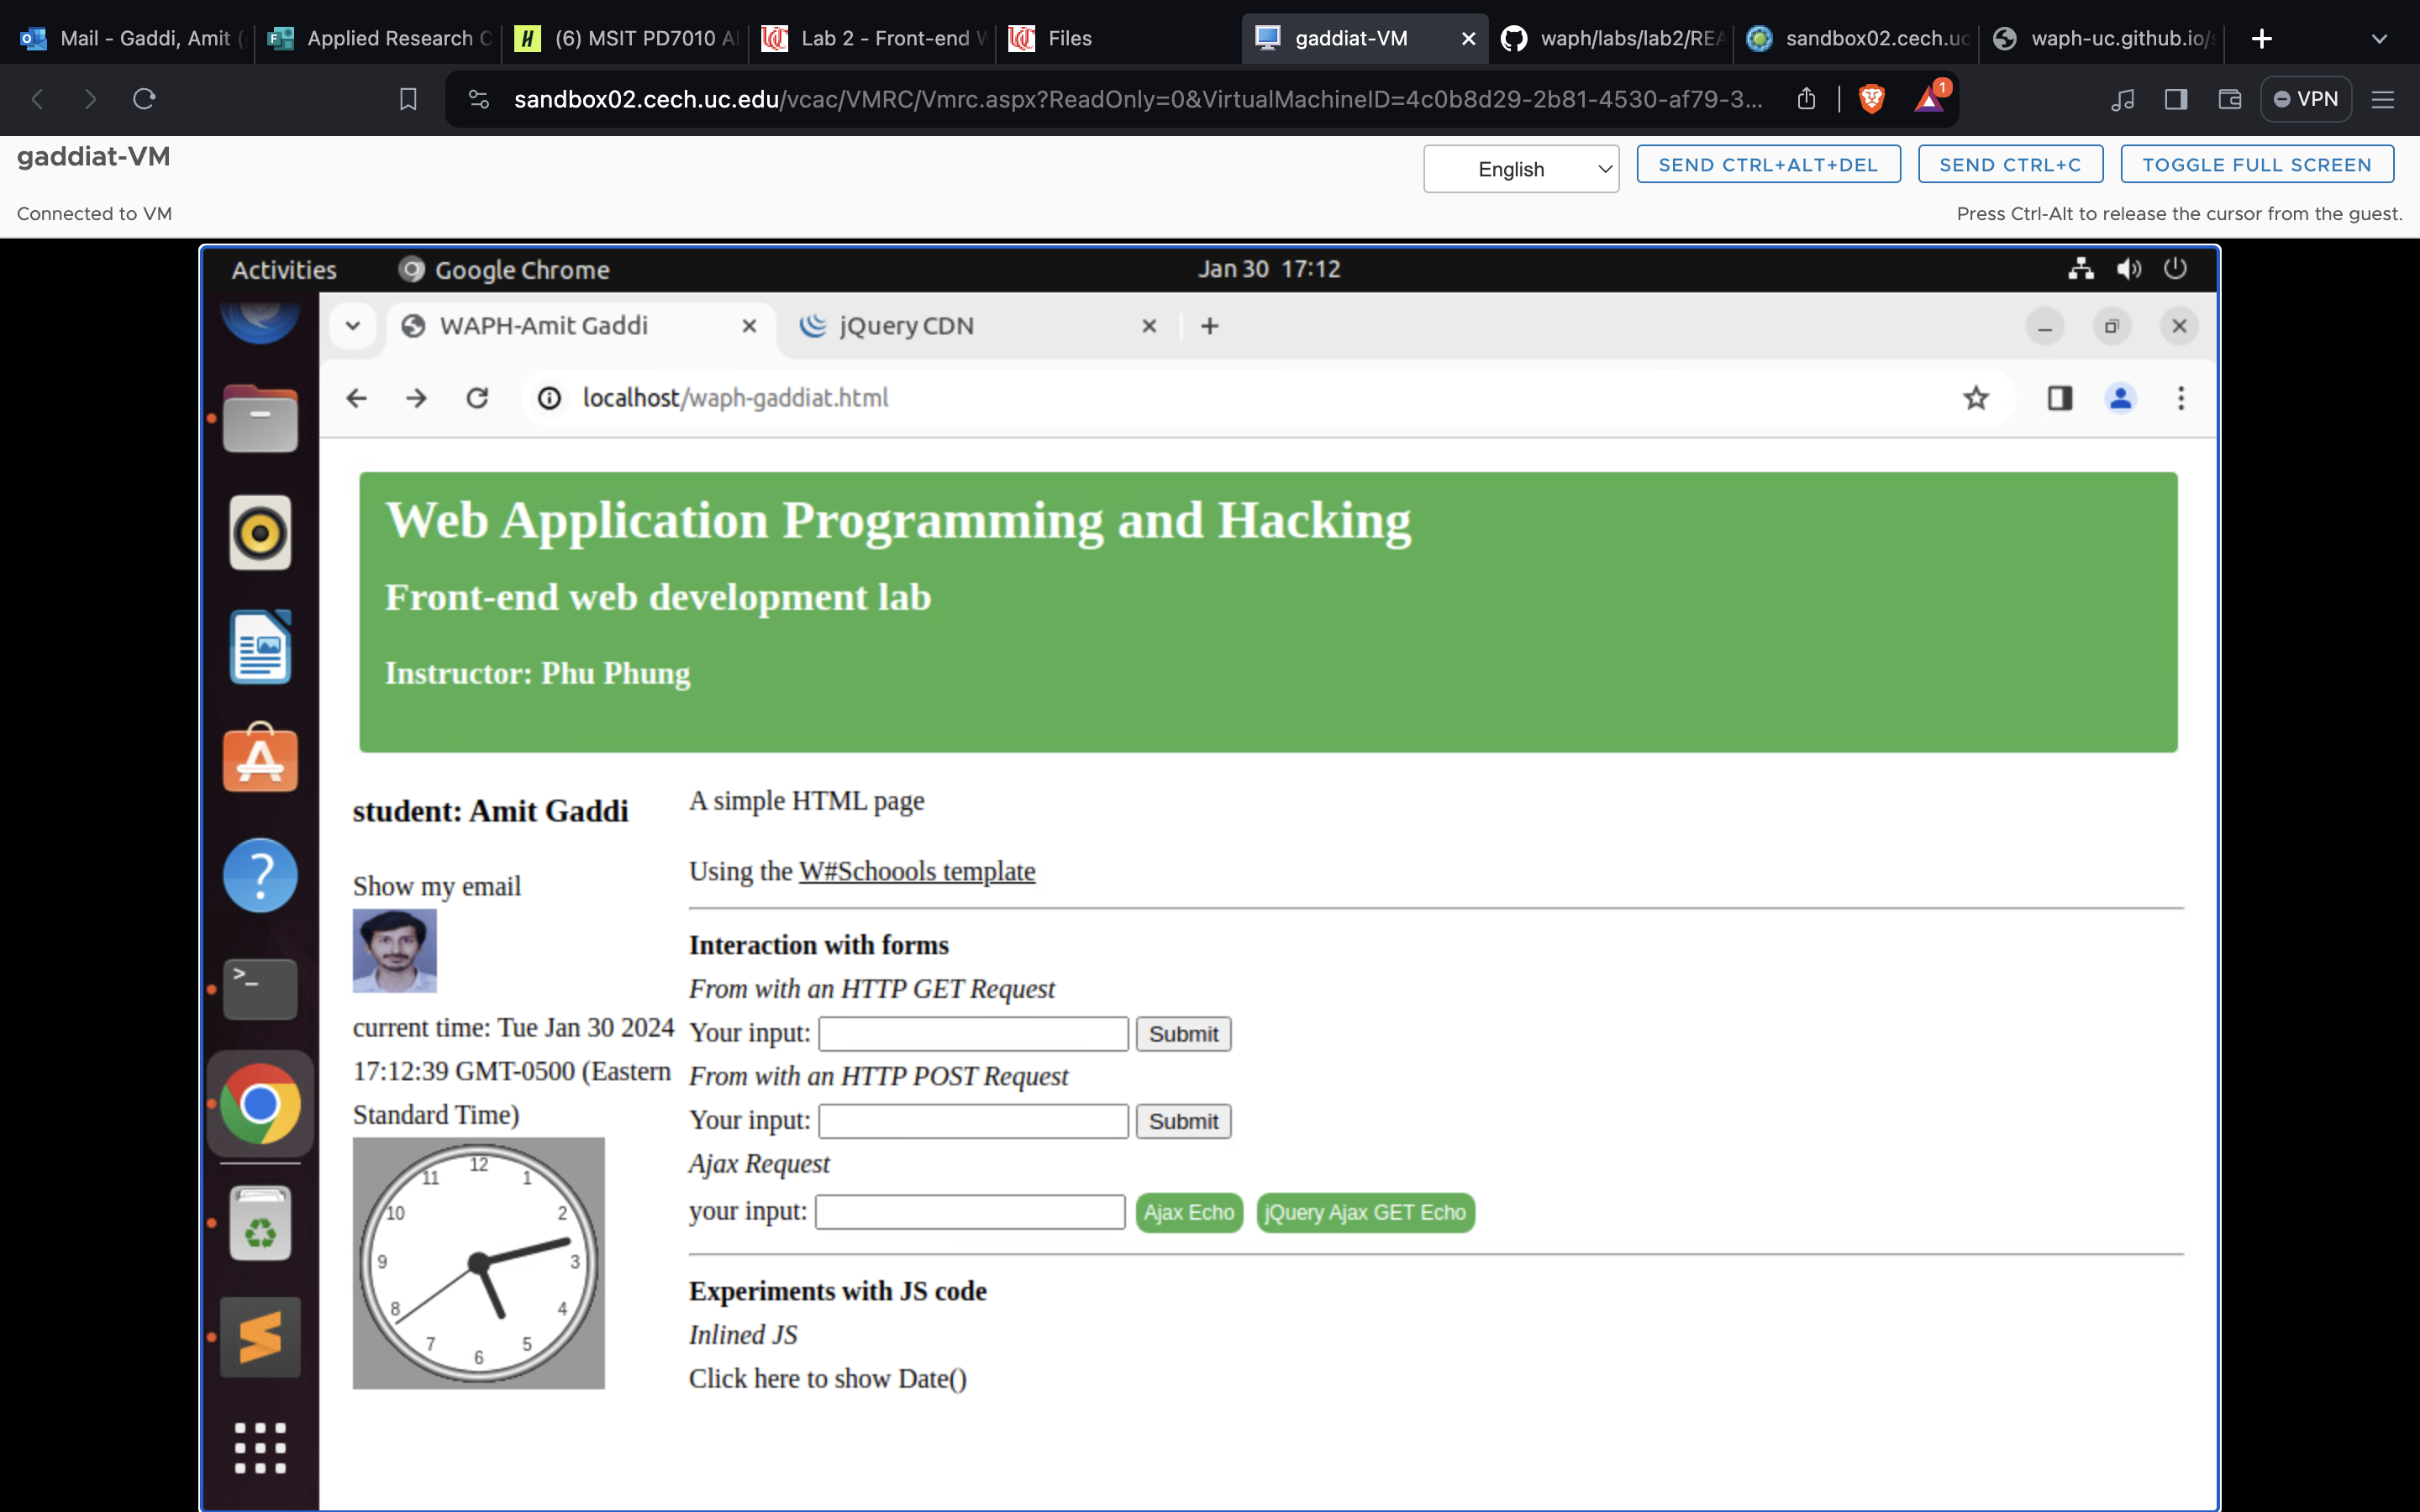 Mail - Gaddi, Amit (
Applied Research C
(6) MSIT PD7010 A
Lab 2 - Front-end W
Files
gaddiat-VM
waph/labs/lab2/REA
sandbox02.cech.uc
waph-uc.github.io/s
sandbox02.cech.uc.edu/vcac/VMRC/Vmrc.aspx?ReadOnly=0&VirtualMachineID=4c0b8d29-2b81-4530-af79-3...
1
VPN
gaddiat-VM
English
SEND CTRL+ALT+DEL
SEND CTRL+C
TOGGLE FULL SCREEN
Connected to VM
Press Ctrl-Alt to release the cursor from the guest.
Activities
Google Chrome
Jan 30 17:12
WAPH-Amit Gaddi
jQuery CDN
localhost/waph-gaddiat.html
Web Application Programming and Hacking
Front-end web development lab
Instructor: Phu Phung
student: Amit Gaddi
Show my email
current time: Tue Jan 30 2024
17:12:39 GMT-0500 (Eastern
Standard Time)
12
1
2
3
4
5
6
7
8
9
10
11
A simple HTML page
Using the W#Schoools template
Interaction with forms
From with an HTTP GET Request
Your input: Submit
From with an HTTP POST Request
Your input: Submit
Ajax Request
your input: Ajax Echo jQuery Ajax GET Echo
Experiments with JS code
Inlined JS
Click here to show Date()